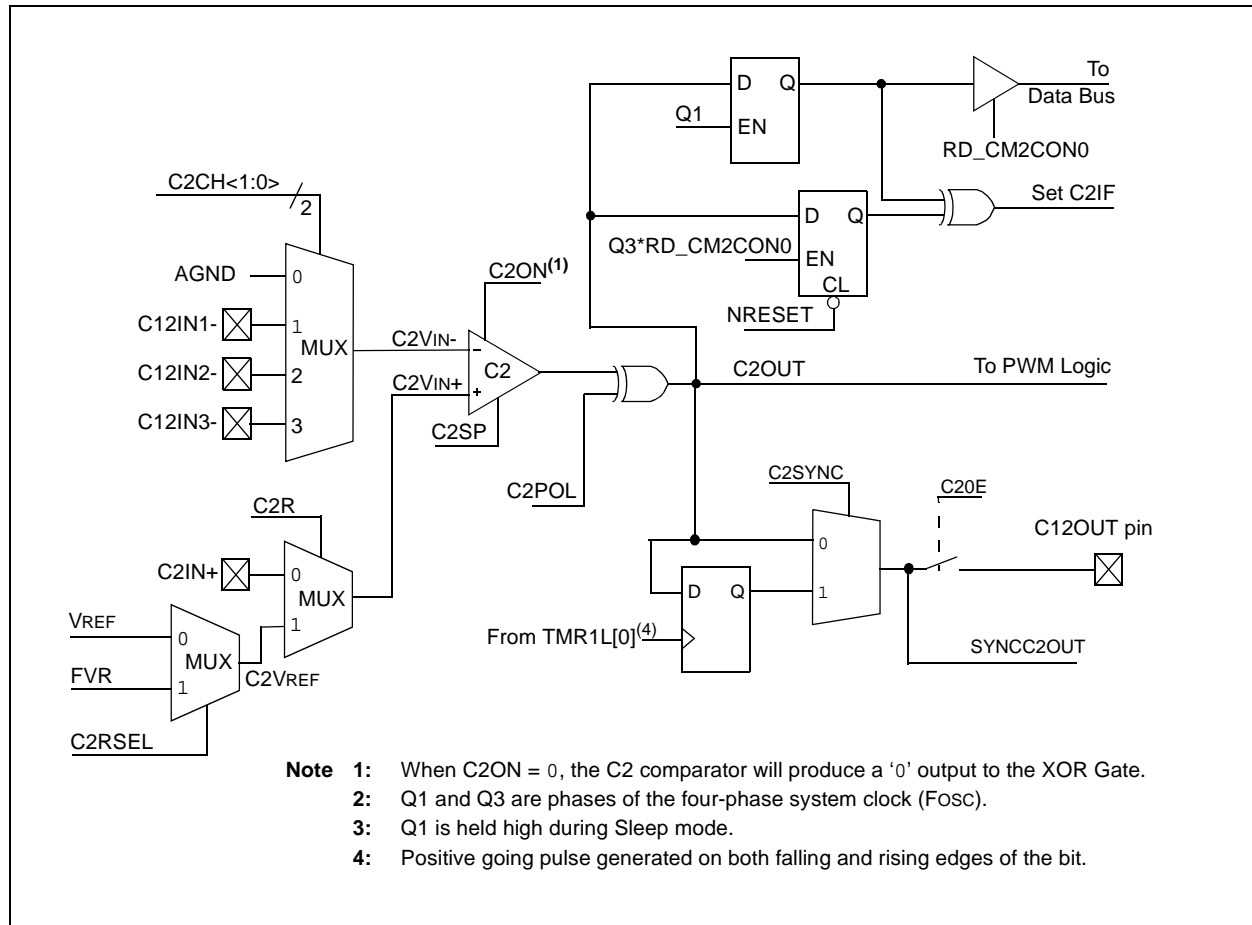 D Q
Q1
EN
To
Data Bus
RD_CM2CON0
D Q
Q3*RD_CM2CON0
EN
CL
NRESET
Set C2IF
C2CH<1:0>
2
AGND
0
C12IN1-
1
MUX
C12IN2-
2
C12IN3-
3
C2ON(1)
C2VIN-
-
C2
C2VIN+
+
C2SP
C2POL
C2OUT
To PWM Logic
C2R
C2IN+
0
MUX
1
VREF
0
MUX
FVR
1
C2VREF
C2RSEL
C2SYNC
0
1
C20E
C12OUT pin
D Q
From TMR1L[0](4)
SYNCC2OUT
Note 1: When C2ON = 0, the C2 comparator will produce a ‘0’ output to the XOR Gate.
2: Q1 and Q3 are phases of the four-phase system clock (FOSC).
3: Q1 is held high during Sleep mode.
4: Positive going pulse generated on both falling and rising edges of the bit.